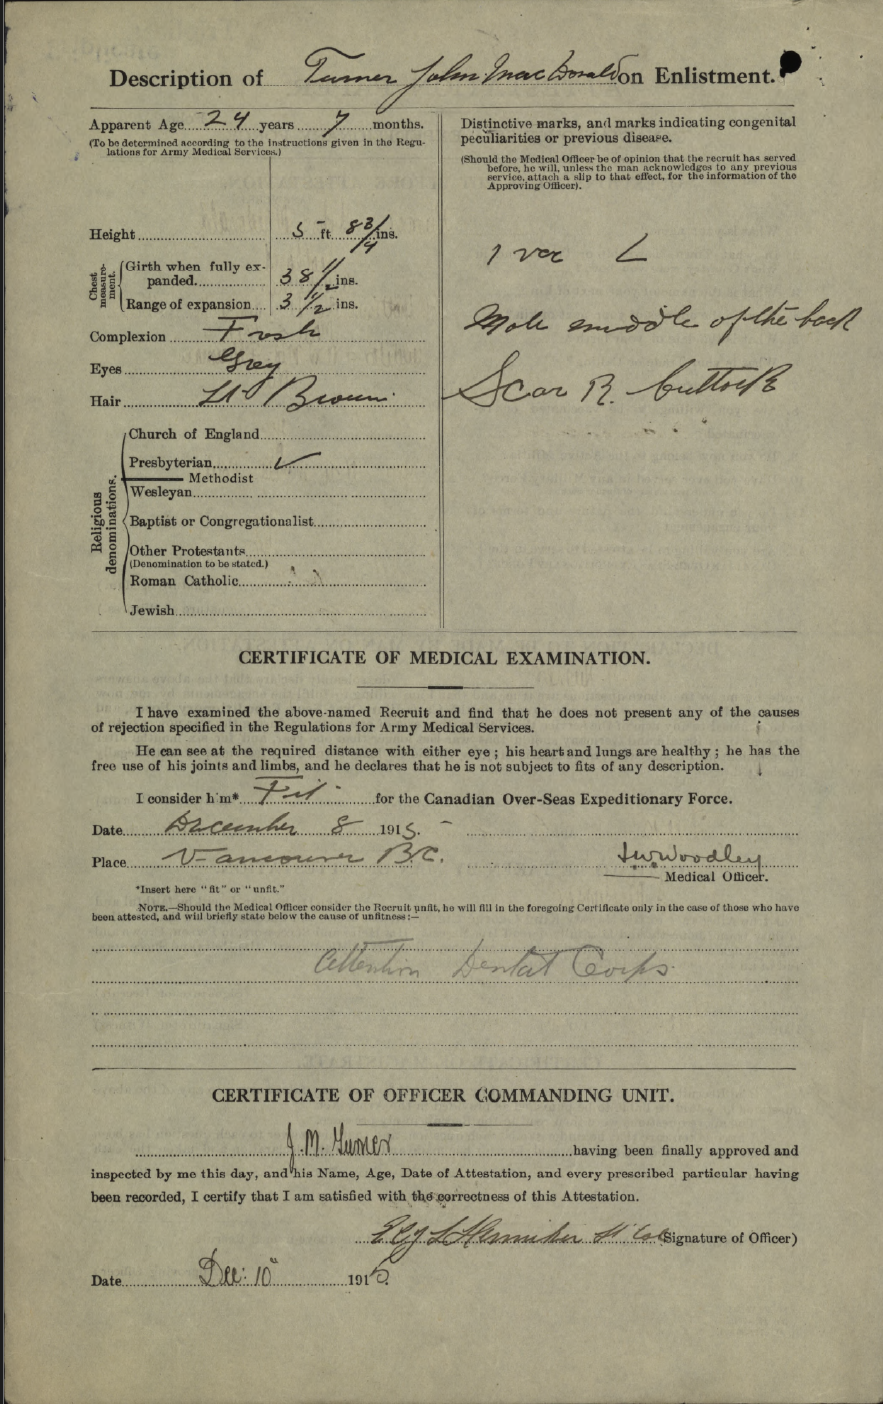 Description of Turner John MacDonald on Enlistment.
Apparent Age 24 years 7 months.
(To be determined according to the instructions given in the Regu-
lations for Army Medical Services.)
Height 5 ft. 8 3/4 ins.
Chest measure-ment.
Girth when fully ex-
panded 38 1/2 ins.
Range of expansion 3 1/2 ins.
Complexion Fresh
Eyes Grey
Hair Lt Brown
Religious denominations.
Church of England
Presbyterian ✓
Methodist
Wesleyan
Baptist or Congregationalist
Other Protestants
(Denomination to be stated.)
Roman Catholic
Jewish
Distinctive marks, and marks indicating congenital
peculiarities or previous disease.
(Should the Medical Officer be of opinion that the recruit has served
before, he will, unless the man acknowledges to any previous
service, attach a slip to that effect, for the information of the
Approving Officer).
1 vac L
Mole middle of the back
Scar R. buttock
CERTIFICATE OF MEDICAL EXAMINATION.
I have examined the above-named Recruit and find that he does not present any of the causes
of rejection specified in the Regulations for Army Medical Services.
He can see at the required distance with either eye; his heart and lungs are healthy; he has the
free use of his joints and limbs, and he declares that he is not subject to fits of any description.
I consider him* Fit for the Canadian Over-Seas Expeditionary Force.
Date December 8 1915.
Place Vancouver B.C. Woodley
Medical Officer.
*Insert here "fit" or "unfit."
NOTE.—Should the Medical Officer consider the Recruit unfit, he will fill in the foregoing Certificate only in the case of those who have
been attested, and will briefly state below the cause of unfitness:—
Attention Dental Corps
CERTIFICATE OF OFFICER COMMANDING UNIT.
J. M. Turner having been finally approved and
inspected by me this day, and his Name, Age, Date of Attestation, and every prescribed particular having
been recorded, I certify that I am satisfied with the correctness of this Attestation.
(Signature of Officer)
Date Dec: 10th 1915